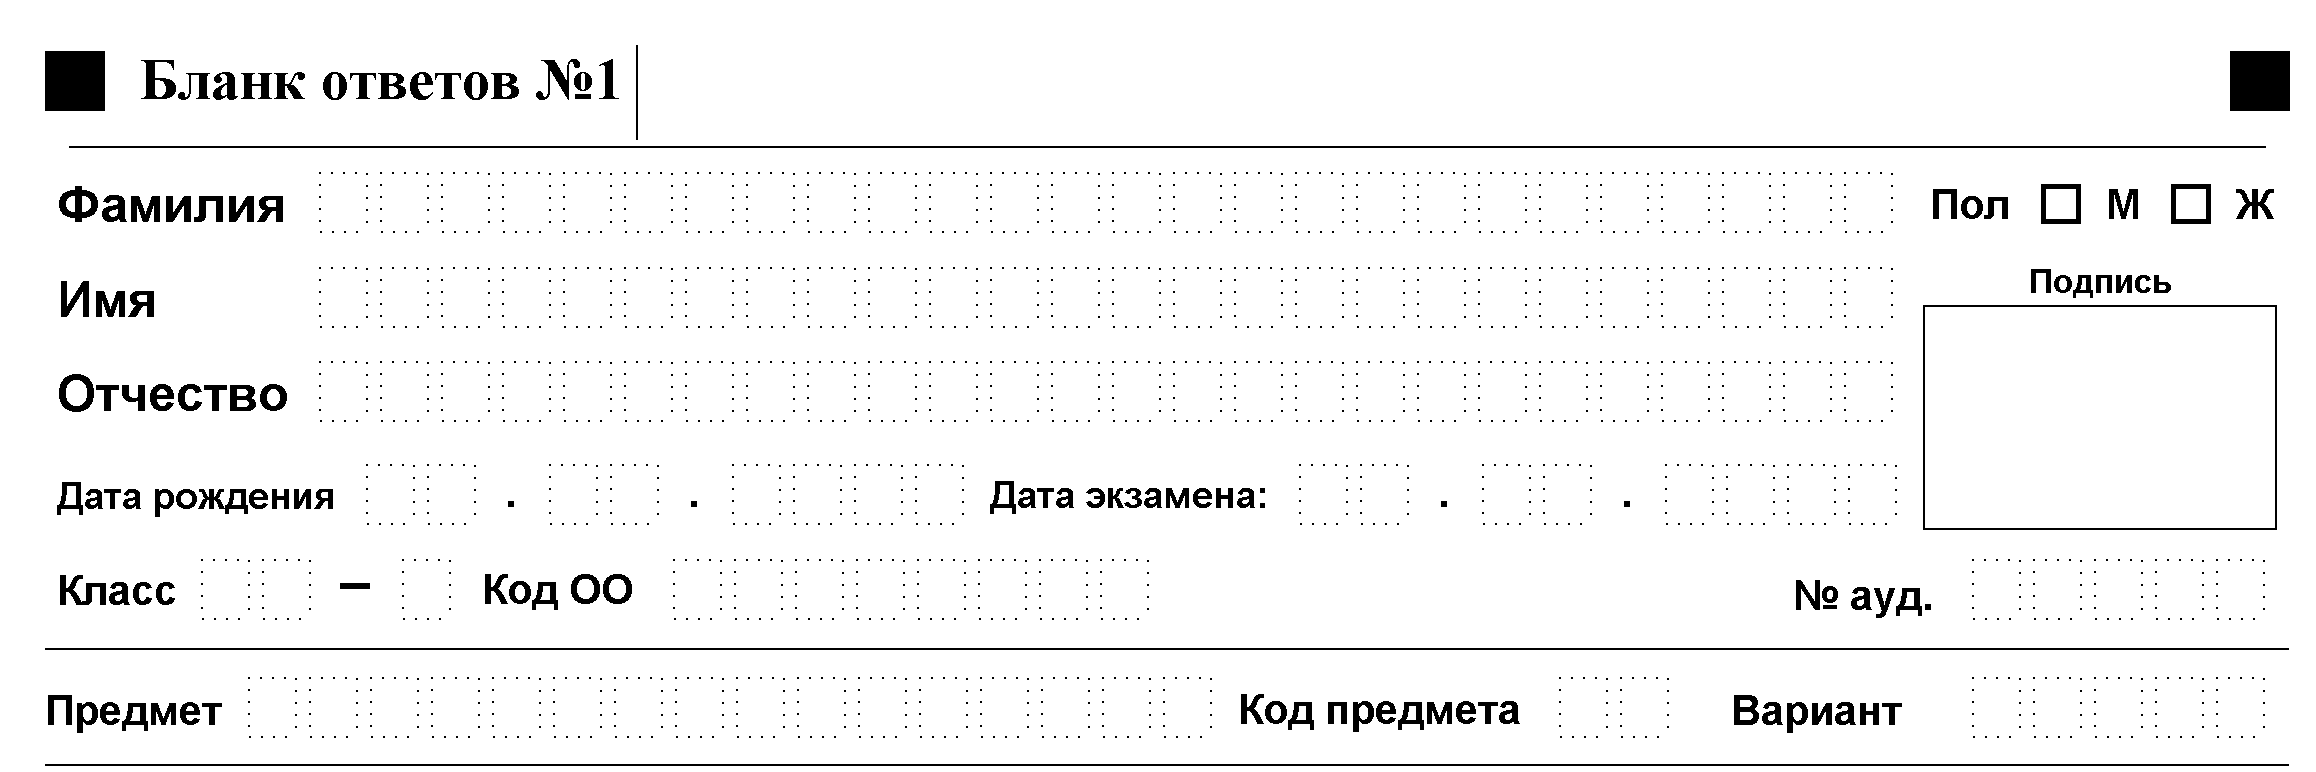 Бланк ответов №1
Фамилия Пол М Ж
Имя Подпись
Отчество
Дата рождения . . Дата экзамена: . .
Класс – Код ОО № ауд.
Предмет Код предмета Вариант